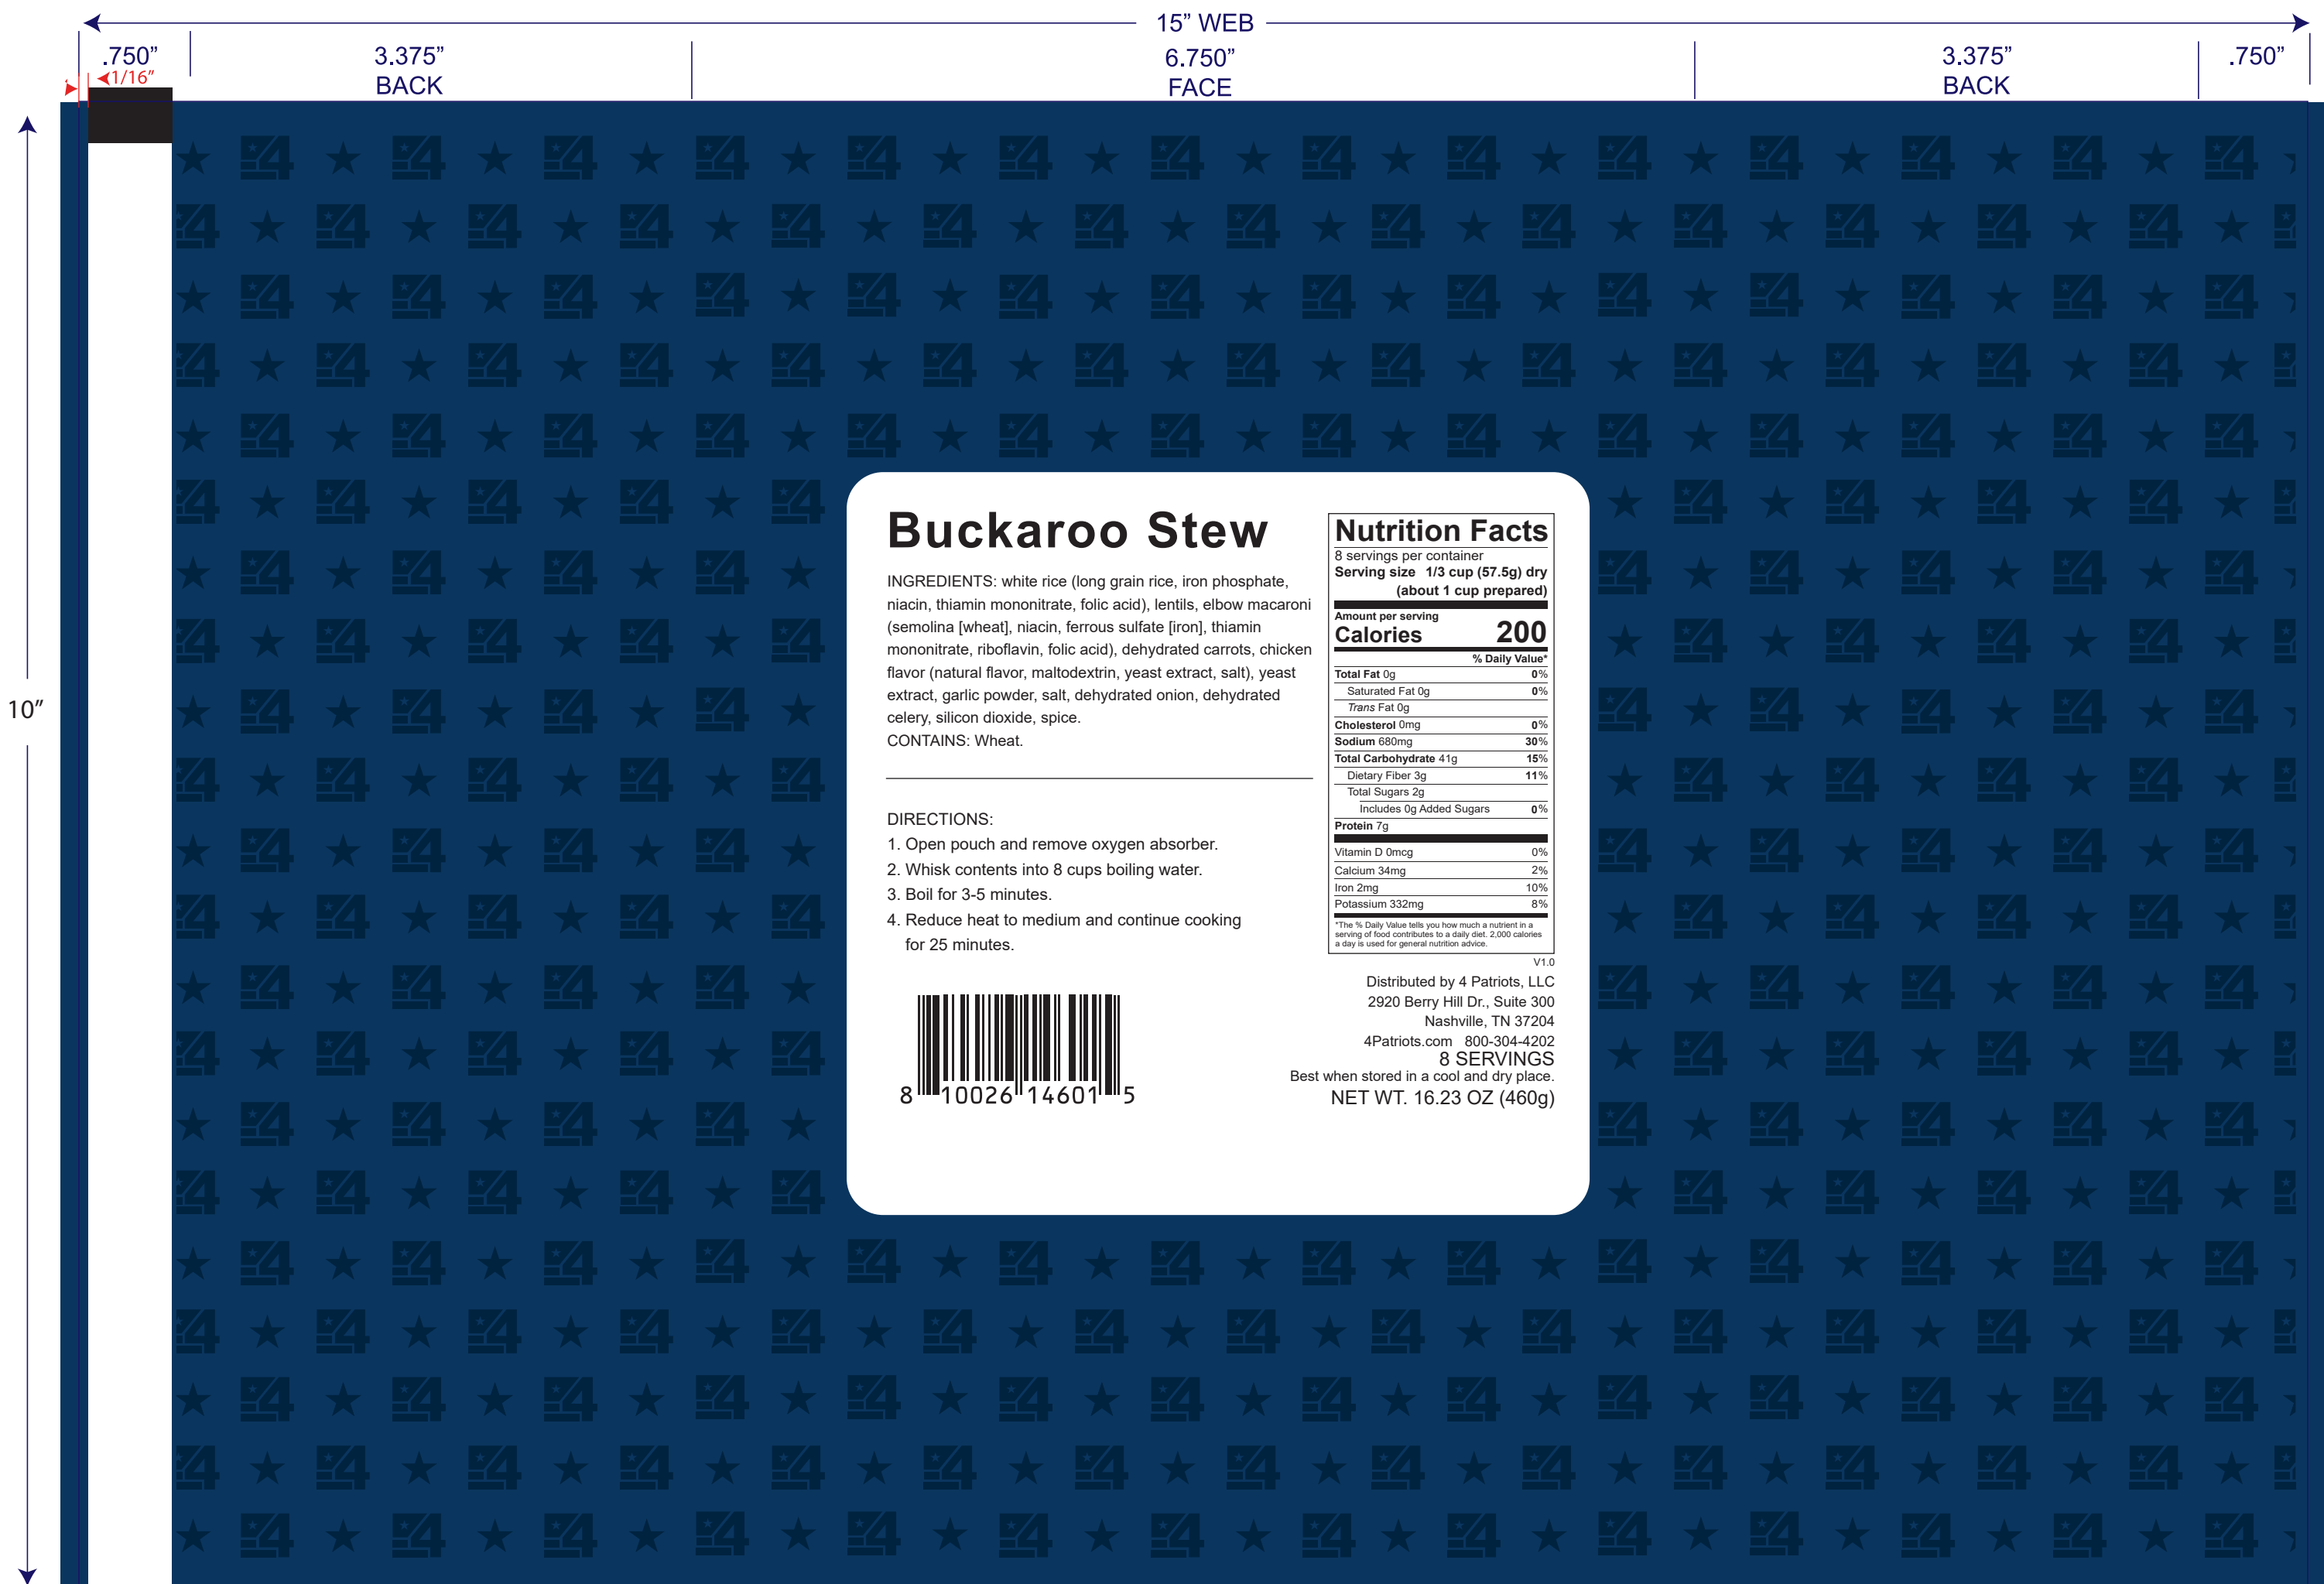 15” WEB
.750”
3.375”
6.750”
3.375”
.750”
1/16”
BACK
FACE
BACK
10”
Buckaroo Stew
INGREDIENTS: white rice (long grain rice, iron phosphate,
niacin, thiamin mononitrate, folic acid), lentils, elbow macaroni
(semolina [wheat], niacin, ferrous sulfate [iron], thiamin
mononitrate, riboflavin, folic acid), dehydrated carrots, chicken
flavor (natural flavor, maltodextrin, yeast extract, salt), yeast
extract, garlic powder, salt, dehydrated onion, dehydrated
celery, silicon dioxide, spice.
CONTAINS: Wheat.
DIRECTIONS:
1. Open pouch and remove oxygen absorber.
2. Whisk contents into 8 cups boiling water.
3. Boil for 3-5 minutes.
4. Reduce heat to medium and continue cooking
for 25 minutes.
8 10026 14601 5
Nutrition Facts
8 servings per container
Serving size 1/3 cup (57.5g) dry
(about 1 cup prepared)
Amount per serving
Calories 200
% Daily Value*
Total Fat 0g 0%
Saturated Fat 0g 0%
Trans Fat 0g
Cholesterol 0mg 0%
Sodium 680mg 30%
Total Carbohydrate 41g 15%
Dietary Fiber 3g 11%
Total Sugars 2g
Includes 0g Added Sugars 0%
Protein 7g
Vitamin D 0mcg 0%
Calcium 34mg 2%
Iron 2mg 10%
Potassium 332mg 8%
*The % Daily Value tells you how much a nutrient in a
serving of food contributes to a daily diet. 2,000 calories
a day is used for general nutrition advice.
V1.0
Distributed by 4 Patriots, LLC
2920 Berry Hill Dr., Suite 300
Nashville, TN 37204
4Patriots.com 800-304-4202
8 SERVINGS
Best when stored in a cool and dry place.
NET WT. 16.23 OZ (460g)